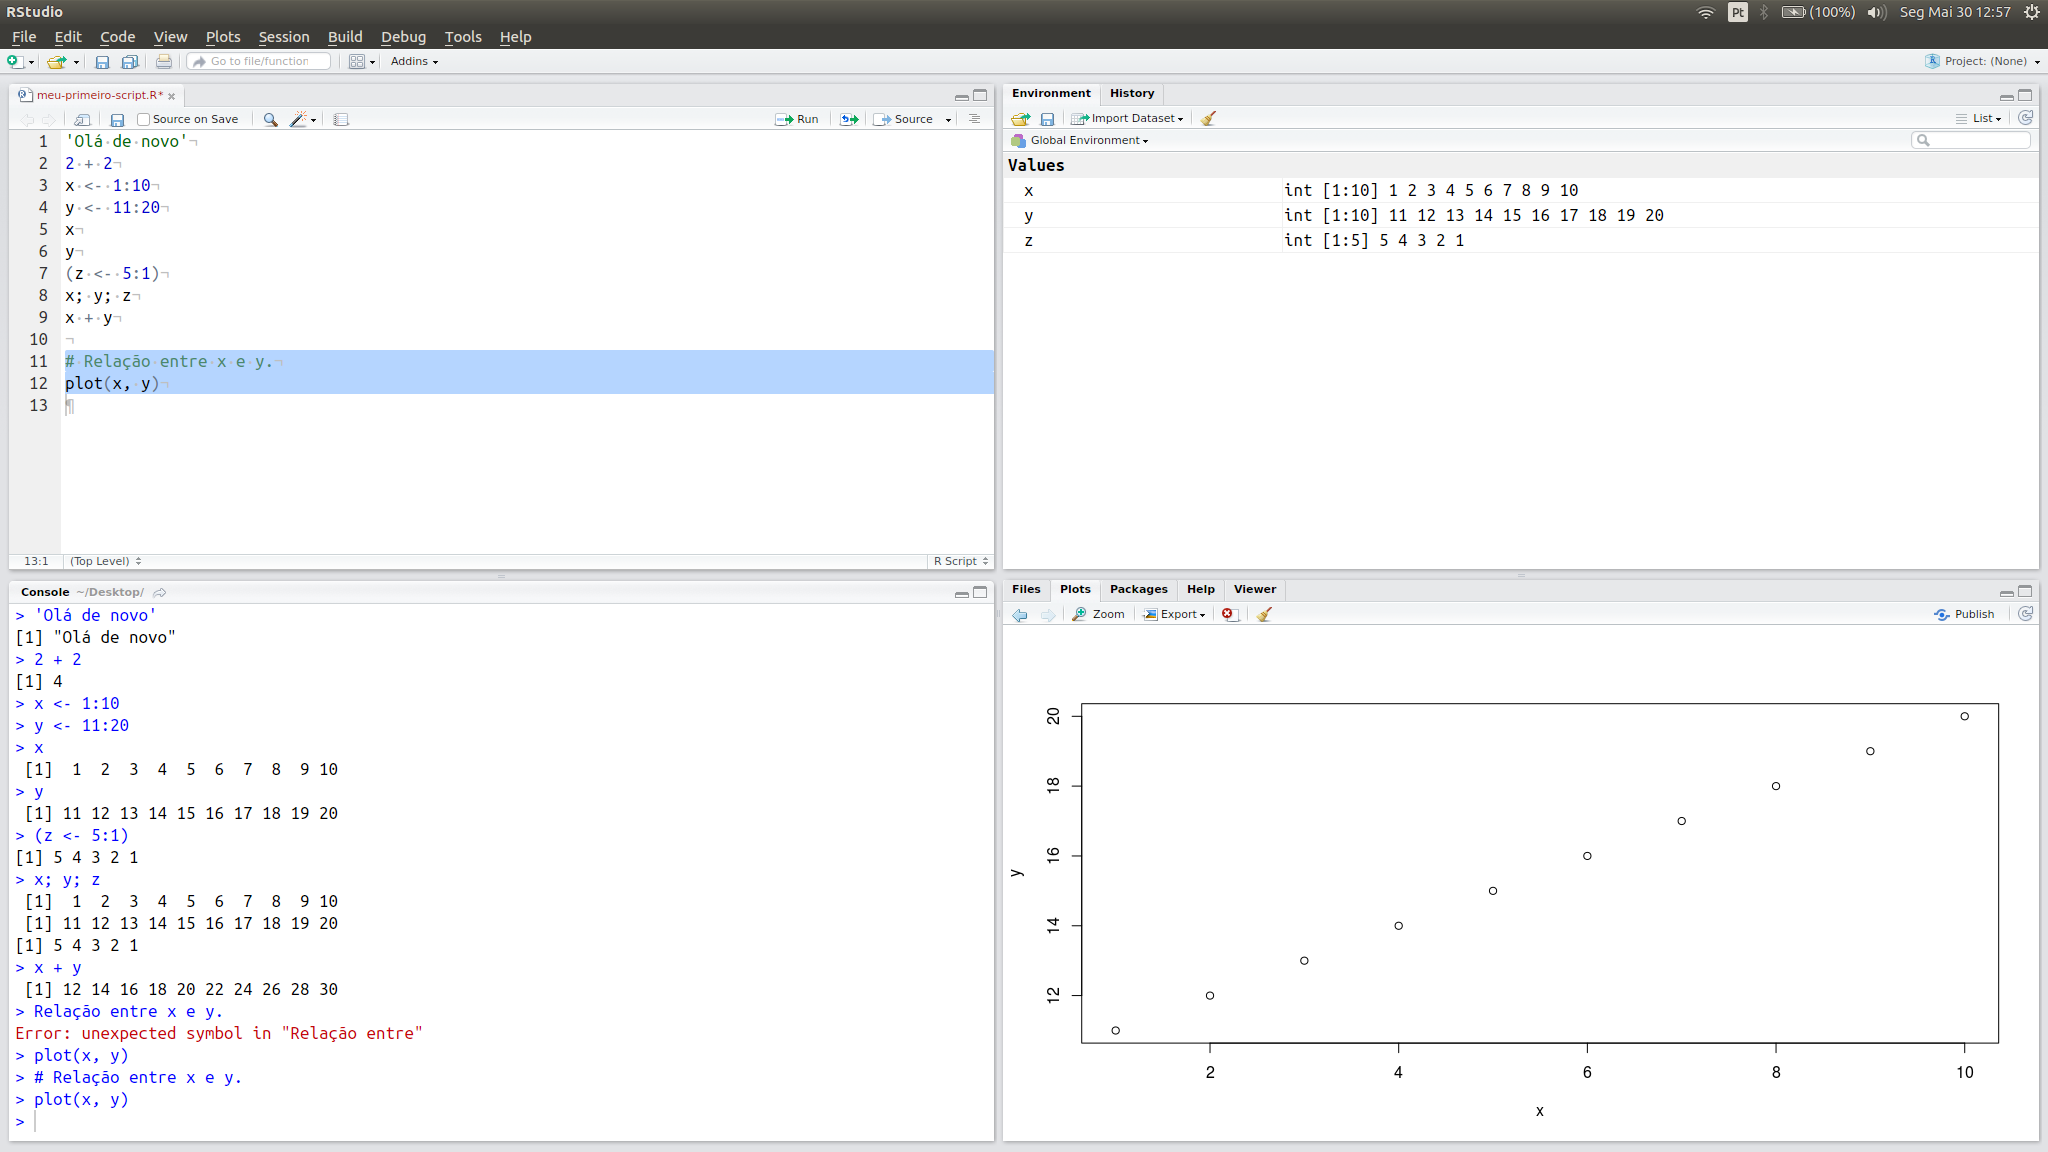 RStudio
Pt (100%) Seg Mai 30 12:57
File Edit Code View Plots Session Build Debug Tools Help
Go to file/function Addins Project: (None)
meu-primeiro-script.R*
Source on Save Run Source
1 'Olá de novo'
2 2 + 2
3 x <- 1:10
4 y <- 11:20
5 x
6 y
7 (z <- 5:1)
8 x; y; z
9 x + y
10
11 # Relação entre x e y.
12 plot(x, y)
13
13:1 (Top Level) R Script
Environment History
Import Dataset List
Global Environment
Values
x int [1:10] 1 2 3 4 5 6 7 8 9 10
y int [1:10] 11 12 13 14 15 16 17 18 19 20
z int [1:5] 5 4 3 2 1
Console ~/Desktop/
> 'Olá de novo'
[1] "Olá de novo"
> 2 + 2
[1] 4
> x <- 1:10
> y <- 11:20
> x
[1] 1 2 3 4 5 6 7 8 9 10
> y
[1] 11 12 13 14 15 16 17 18 19 20
> (z <- 5:1)
[1] 5 4 3 2 1
> x; y; z
[1] 1 2 3 4 5 6 7 8 9 10
[1] 11 12 13 14 15 16 17 18 19 20
[1] 5 4 3 2 1
> x + y
[1] 12 14 16 18 20 22 24 26 28 30
> Relação entre x e y.
Error: unexpected symbol in "Relação entre"
> plot(x, y)
> # Relação entre x e y.
> plot(x, y)
>
Files Plots Packages Help Viewer
Zoom Export Publish
20
18
16
14
12
y
2 4 6 8 10
x